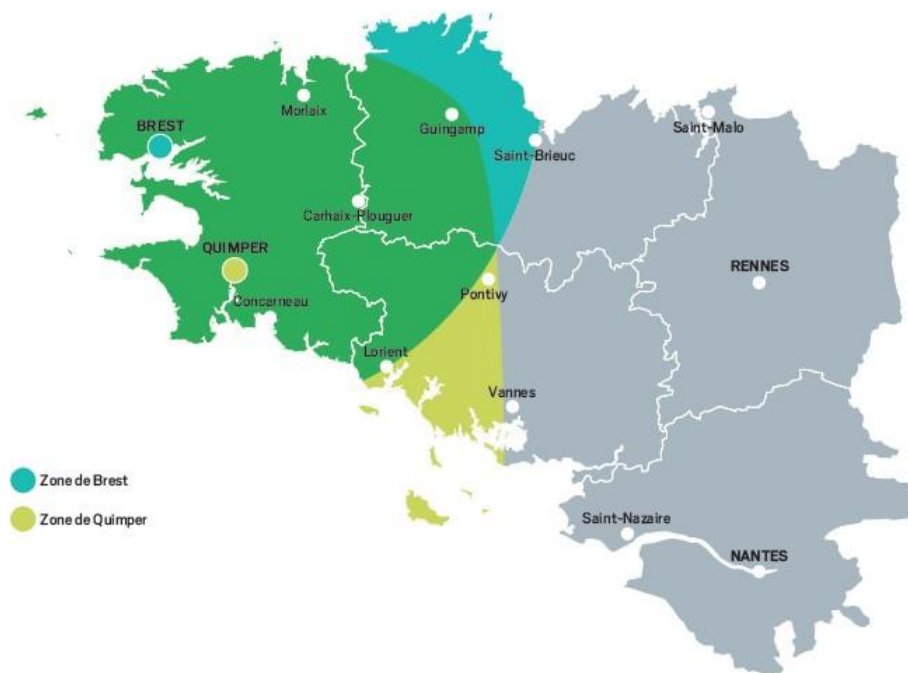 Morlaix
Guingamp
Saint-Malo
BREST
Saint-Brieuc
Carhaix-Plouguer
QUIMPER
RENNES
Pontivy
Concarneau
Lorient
Vannes
Zone de Brest
Zone de Quimper
Saint-Nazaire
NANTES